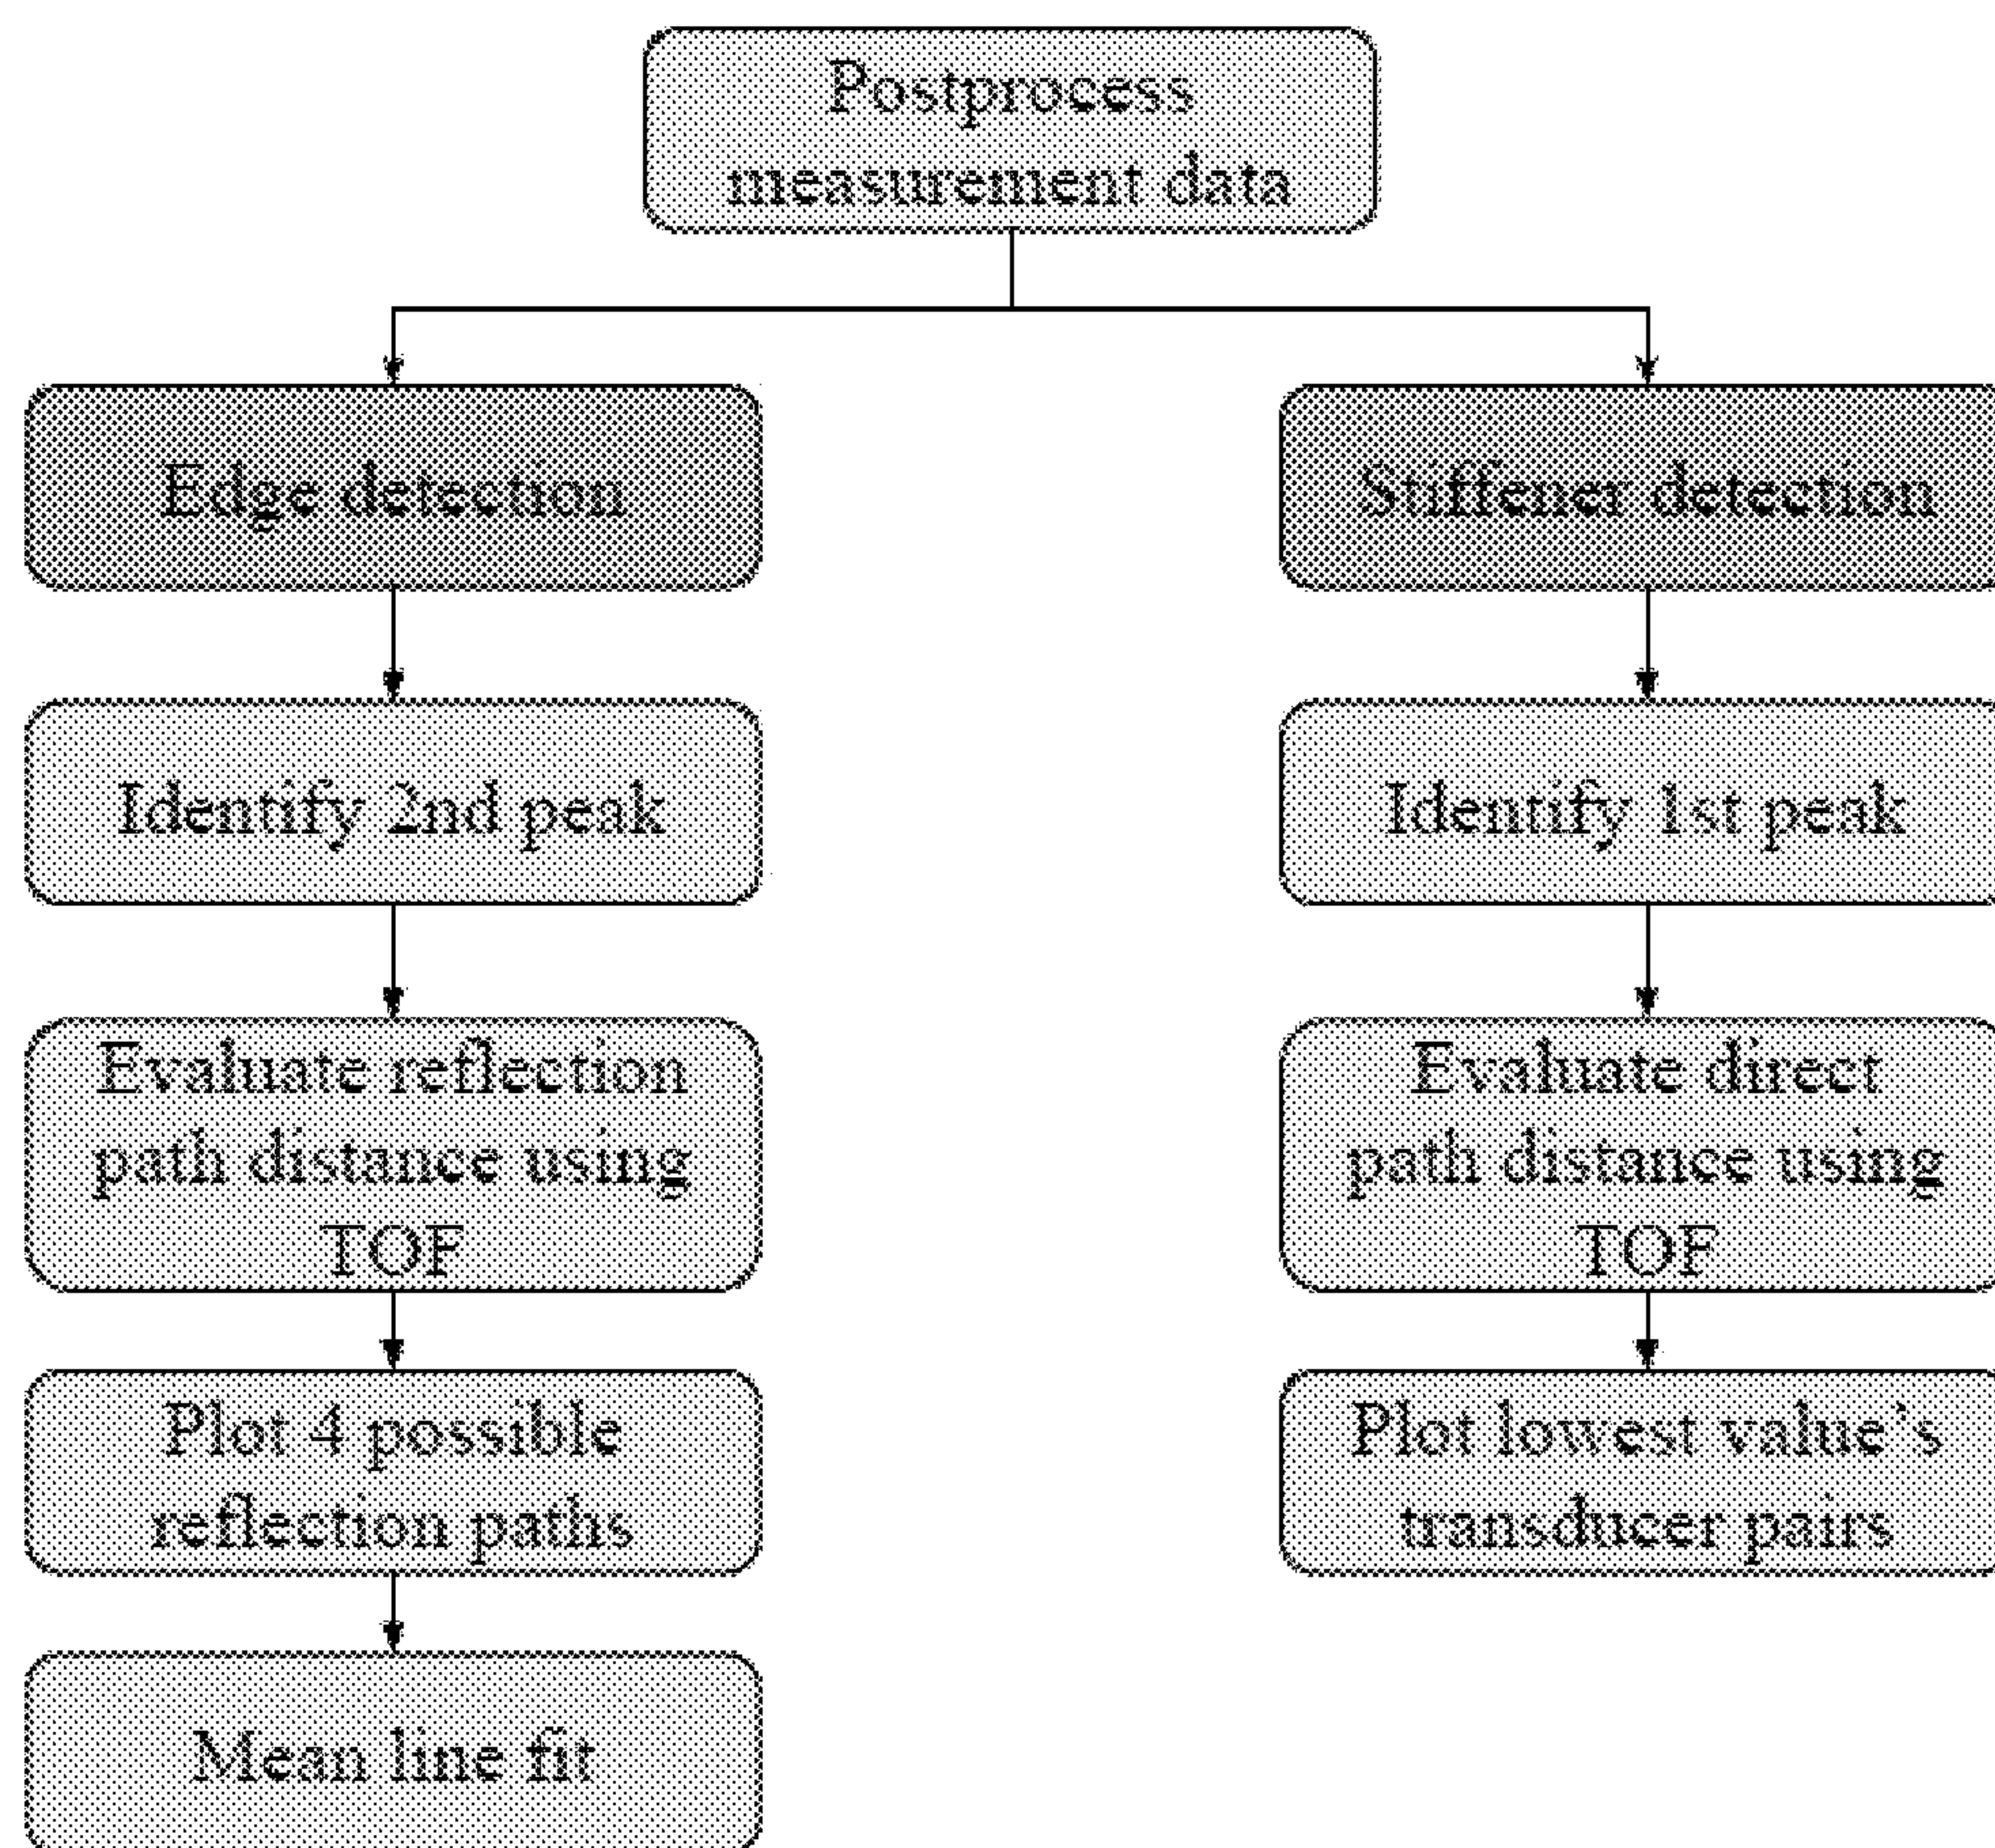 Postprocess
measurement data
Edge detection
Stiffener detection
Identify 2nd peak
Identify 1st peak
Evaluate reflection
path distance using
TOF
Evaluate direct
path distance using
TOF
Plot 4 possible
reflection paths
Plot lowest value's
transducer pairs
Mean line fit